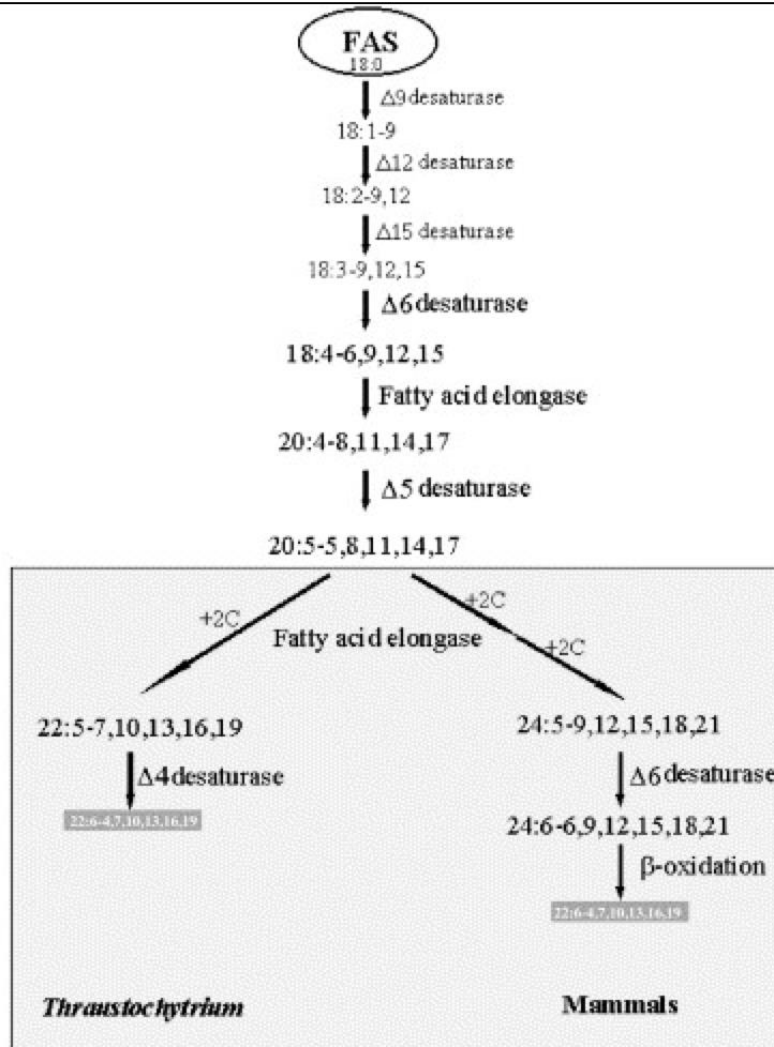 FAS
18:0
Δ9 desaturase
18:1-9
Δ12 desaturase
18:2-9,12
Δ15 desaturase
18:3-9,12,15
Δ6 desaturase
18:4-6,9,12,15
Fatty acid elongase
20:4-8,11,14,17
Δ5 desaturase
20:5-5,8,11,14,17
+2C
+2C
Fatty acid elongase
+2C
22:5-7,10,13,16,19
24:5-9,12,15,18,21
Δ4 desaturase
Δ6 desaturase
22:6-4,7,10,13,16,19
24:6-6,9,12,15,18,21
β-oxidation
22:6-4,7,10,13,16,19
Thraustochytrium
Mammals